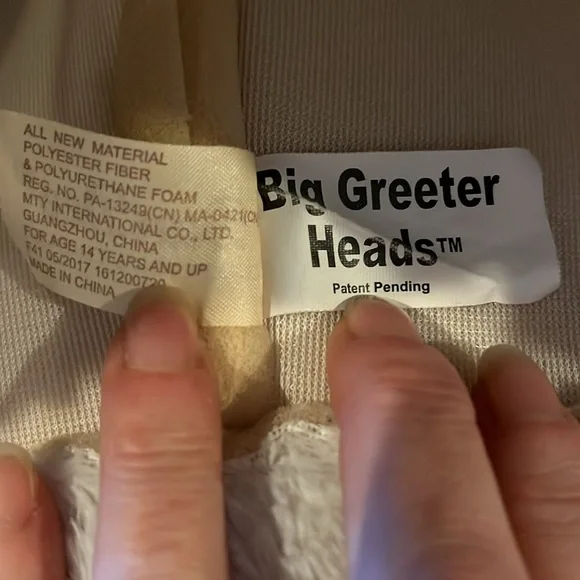 ALL NEW MATERIAL
POLYESTER FIBER
& POLYURETHANE FOAM
REG. NO. PA-13249(CN) MA-0421(CN
MTY INTERNATIONAL CO., LTD.
GUANGZHOU, CHINA
FOR AGE 14 YEARS AND UP
T41 05/2017 161200720
MADE IN CHINA
Big Greeter
Heads™
Patent Pending